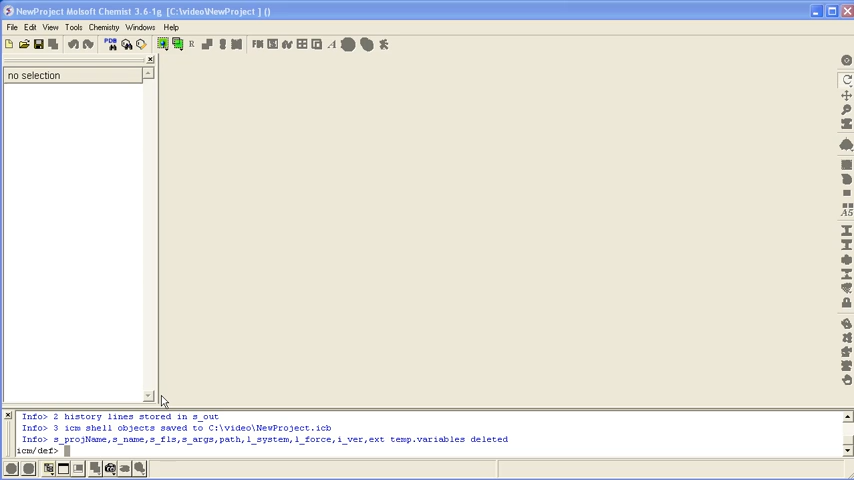 NewProject Molsoft Chemist 3.6-1g [C:\video\NewProject ] ()
File Edit View Tools Chemistry Windows Help
PDB R A
no selection
A5
Info> 2 history lines stored in s_out
Info> 3 icm shell objects saved to C:\video\NewProject.icb
Info> s_projName,s_name,s_fls,s_args,path,l_system,l_force,i_ver,ext temp.variables deleted
icm/def>